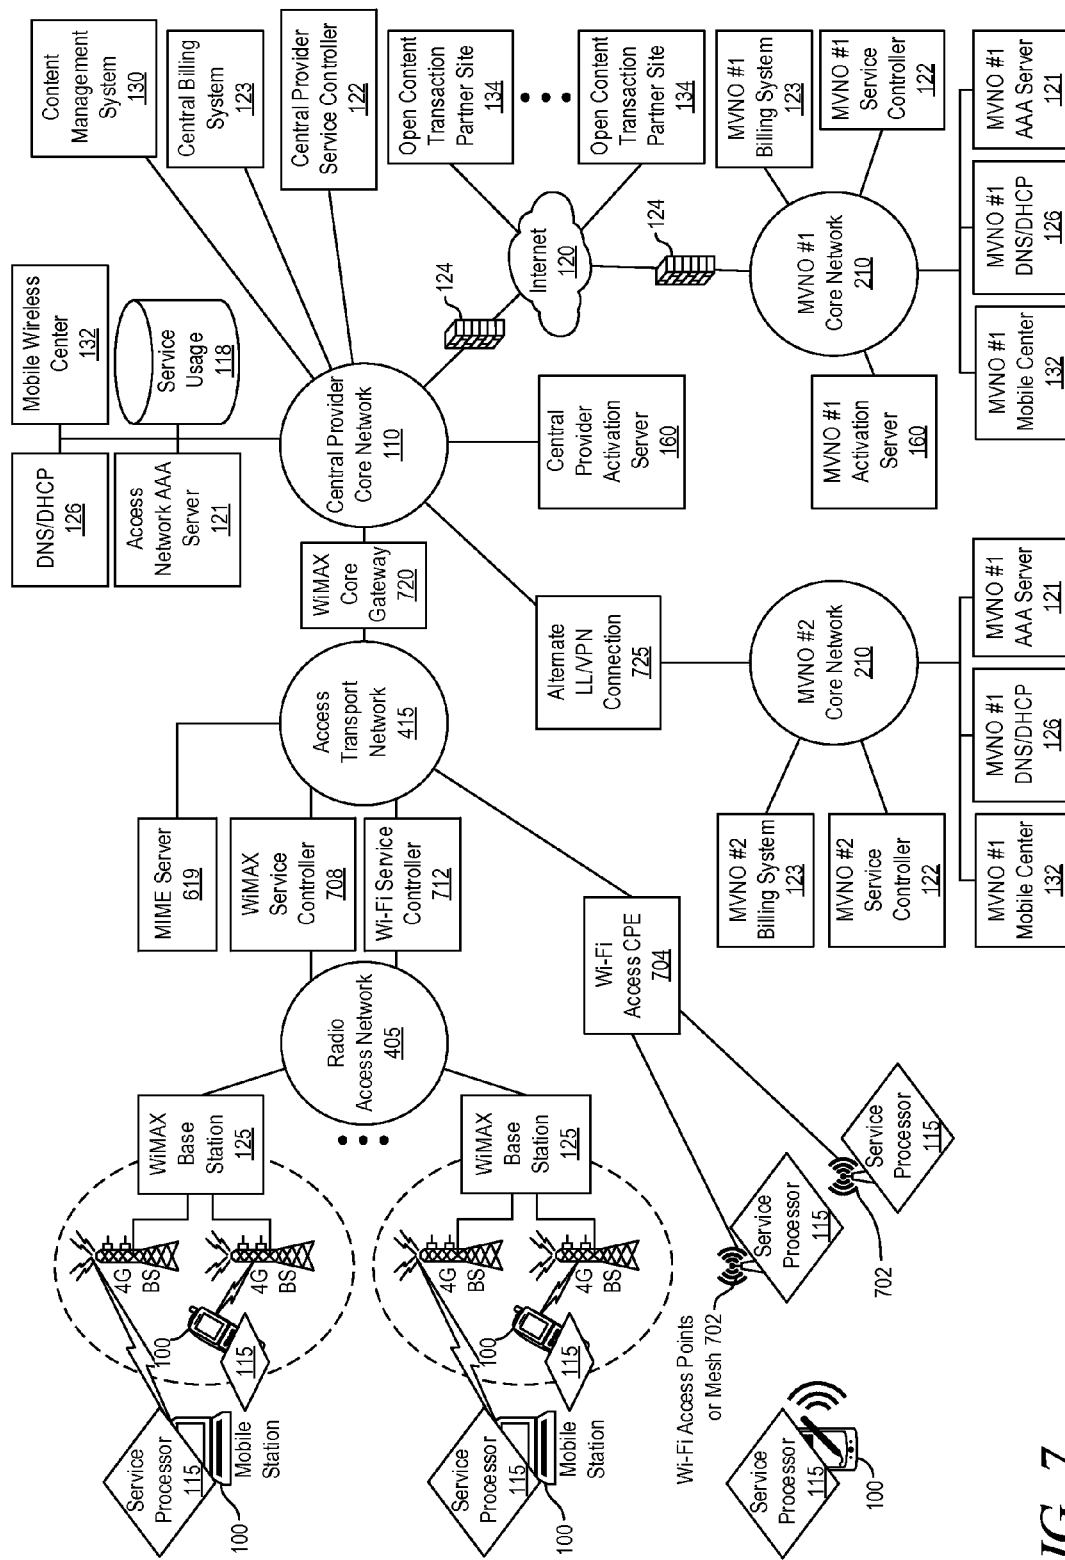 Service
Processor
115
100
Mobile
Station
100
115
4G
BS
4G
BS
WiMAX
Base
Station
125
Service
Processor
115
100
Mobile
Station
100
115
4G
BS
4G
BS
WiMAX
Base
Station
125
Radio
Access Network
405
MIME Server
619
WiMAX
Service
Controller
708
Wi-Fi Service
Controller
712
Access
Transport
Network
415
WiMAX
Core
Gateway
720
DNS/DHCP
126
Mobile Wireless
Center
132
Access
Network AAA
Server
121
Service
Usage
118
Central Provider
Core Network
110
Content
Management
System
130
Central Billing
System
123
Central Provider
Service Controller
122
Open Content
Transaction
Partner Site
134
Open Content
Transaction
Partner Site
134
124
Internet
120
124
Central
Provider
Activation
Server
160
Alternate
LL/VPN
Connection
725
Wi-Fi
Access CPE
704
Wi-Fi Access Points
or Mesh 702
Service
Processor
115
702
Service
Processor
115
Service
Processor
115
100
MVNO #2
Billing System
123
MVNO #2
Service
Controller
122
MVNO #2
Core Network
210
MVNO #1
Mobile Center
132
MVNO #1
DNS/DHCP
126
MVNO #1
AAA Server
121
MVNO #1
Activation
Server
160
MVNO #1
Core Network
210
MVNO #1
Billing System
123
MVNO #1
Service
Controller
122
MVNO #1
Mobile Center
132
MVNO #1
DNS/DHCP
126
MVNO #1
AAA Server
121
IG. 7